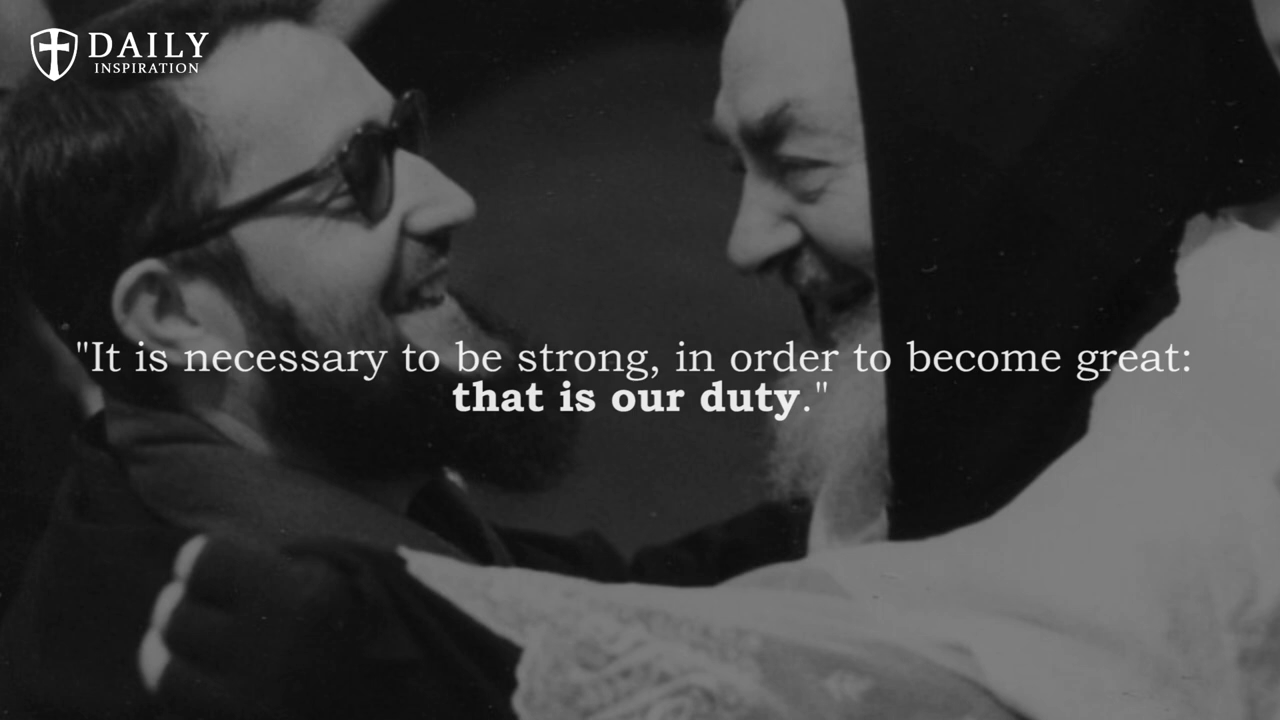 DAILY
INSPIRATION
"It is necessary to be strong, in order to become great:
that is our duty."